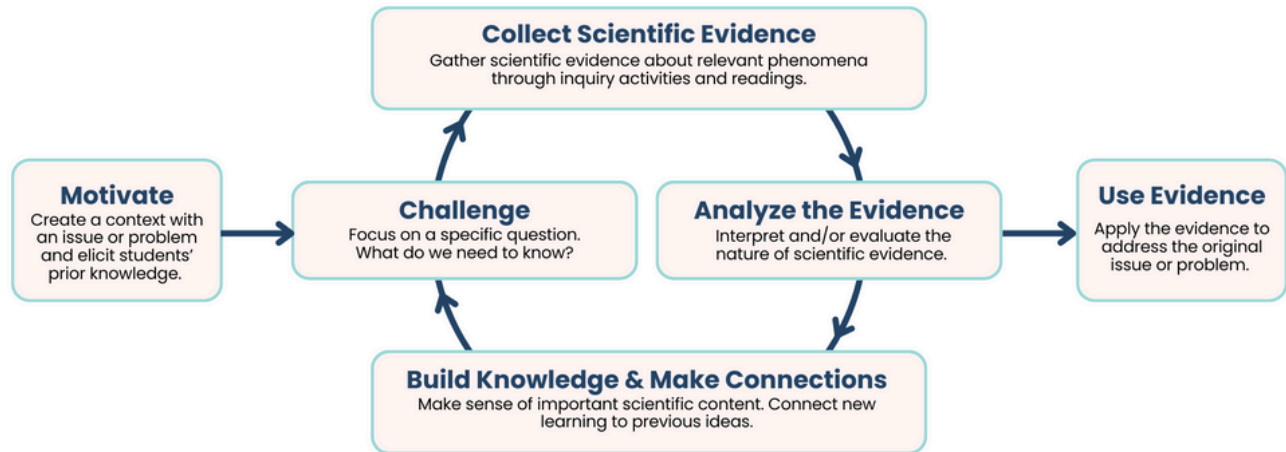 Collect Scientific Evidence
Gather scientific evidence about relevant phenomena
through inquiry activities and readings.
Motivate
Create a context with
an issue or problem
and elicit students’
prior knowledge.
Challenge
Focus on a specific question.
What do we need to know?
Analyze the Evidence
Interpret and/or evaluate the
nature of scientific evidence.
Use Evidence
Apply the evidence to
address the original
issue or problem.
Build Knowledge & Make Connections
Make sense of important scientific content. Connect new
learning to previous ideas.